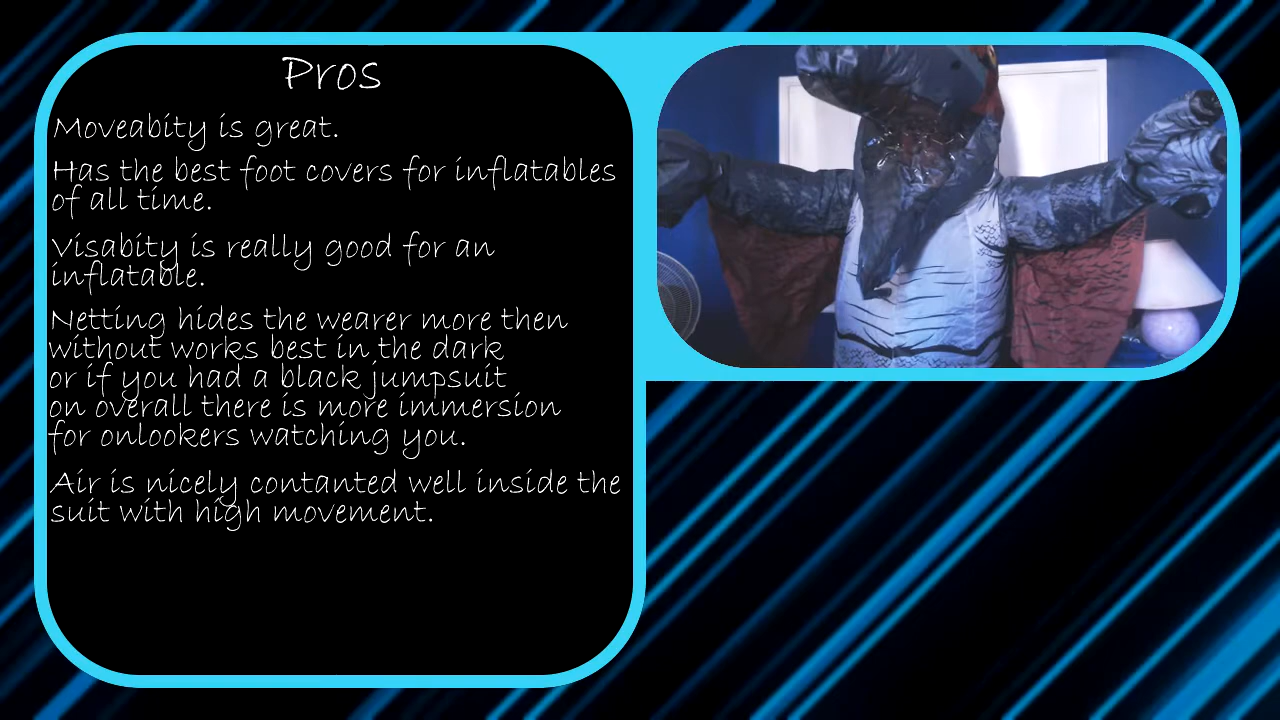 Pros
Moveabity is great.
Has the best foot covers for inflatables
of all time.
Visabity is really good for an
inflatable.
Netting hides the wearer more then
without works best in the dark
or if you had a black jumpsuit
on overall there is more immersion
for onlookers watching you.
Air is nicely contanted well inside the
suit with high movement.